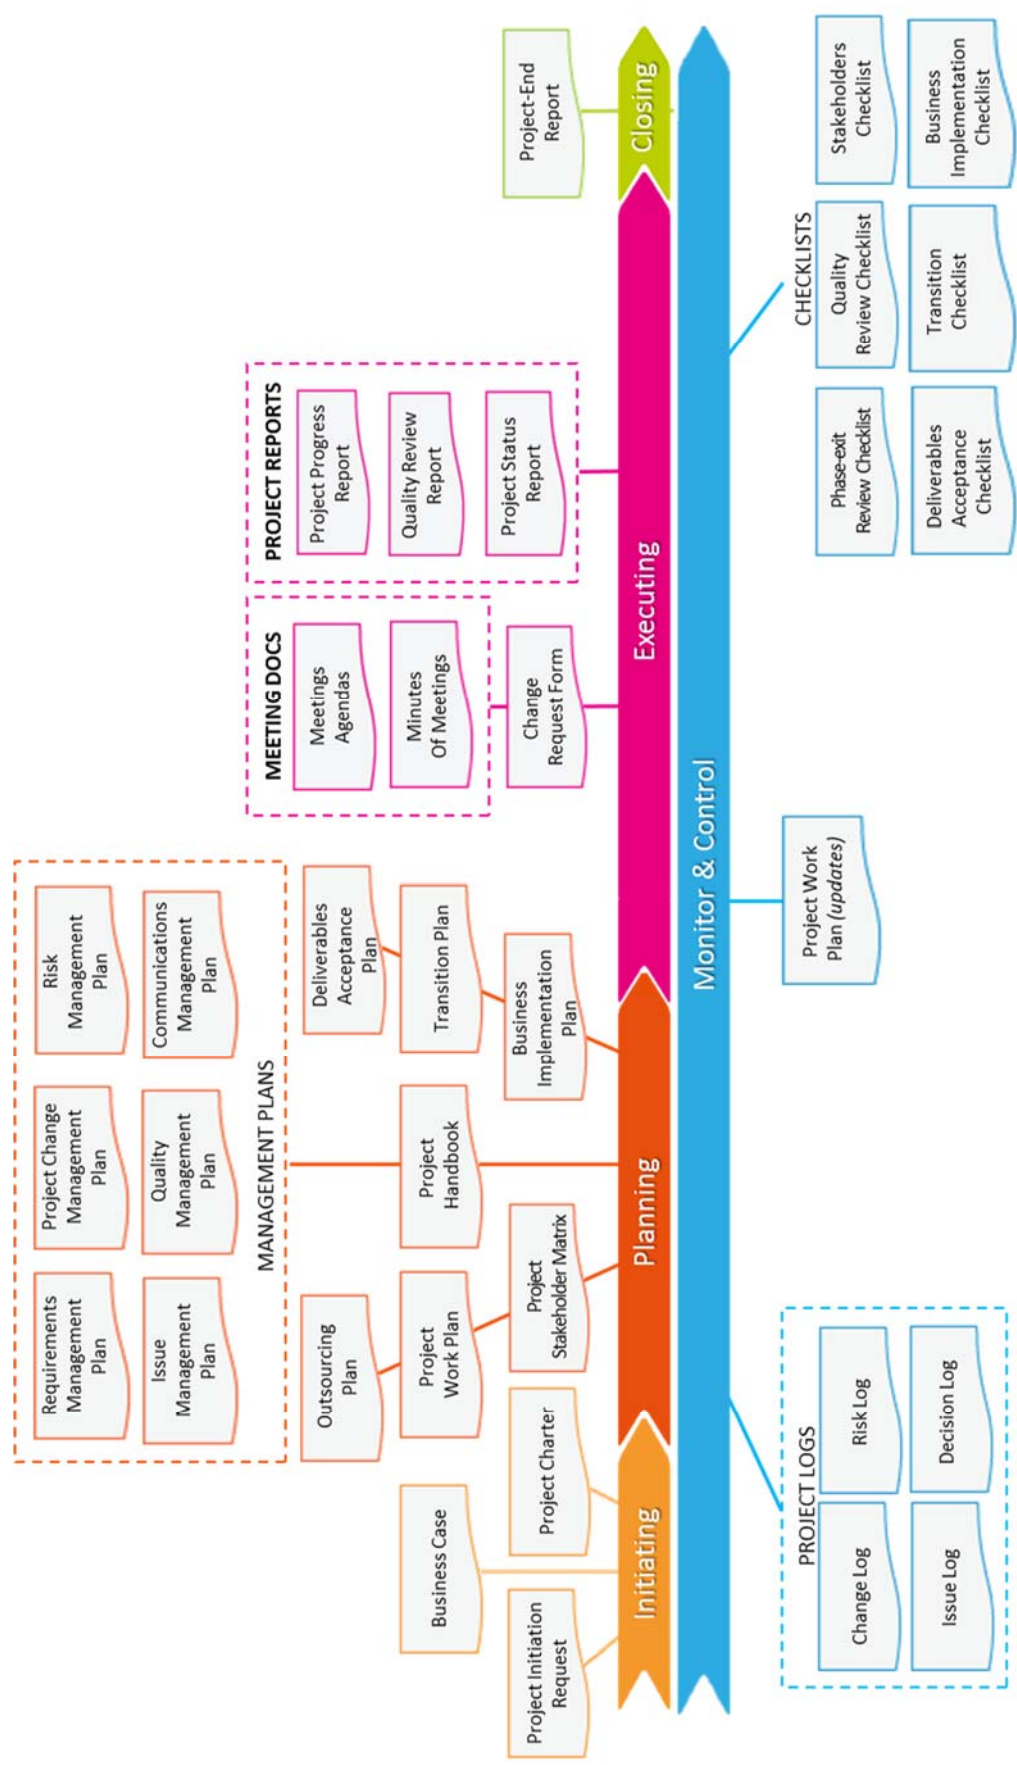 Risk
Management
Plan
Project Change
Management
Plan
Requirements
Management
Plan
Communications
Management
Plan
Quality
Management
Plan
Issue
Management
Plan
MANAGEMENT PLANS
Outsourcing
Plan
Project
Work Plan
Project
Stakeholder Matrix
Project
Handbook
Deliverables
Acceptance
Plan
Transition Plan
Business
Implementation
Plan
Business Case
Project Charter
Project Initiation
Request
MEETING DOCS
Meetings
Agendas
Minutes
Of Meetings
Change
Request Form
PROJECT REPORTS
Project Progress
Report
Quality Review
Report
Project Status
Report
Project-End
Report
Initiating
Planning
Executing
Closing
Monitor & Control
PROJECT LOGS
Change Log
Risk Log
Issue Log
Decision Log
Project Work
Plan (updates)
CHECKLISTS
Phase-exit
Review Checklist
Quality
Review Checklist
Stakeholders
Checklist
Deliverables
Acceptance
Checklist
Transition
Checklist
Business
Implementation
Checklist